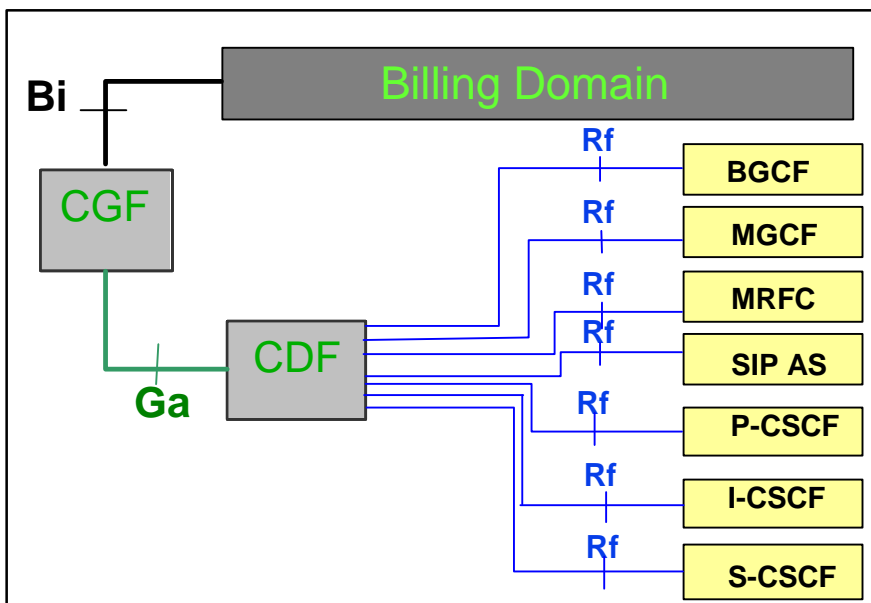 Billing Domain
Bi
Rf
BGCF
CGF
Rf
MGCF
Rf
MRFC
Rf
CDF
SIP AS
Ga
Rf
P-CSCF
Rf
I-CSCF
Rf
S-CSCF